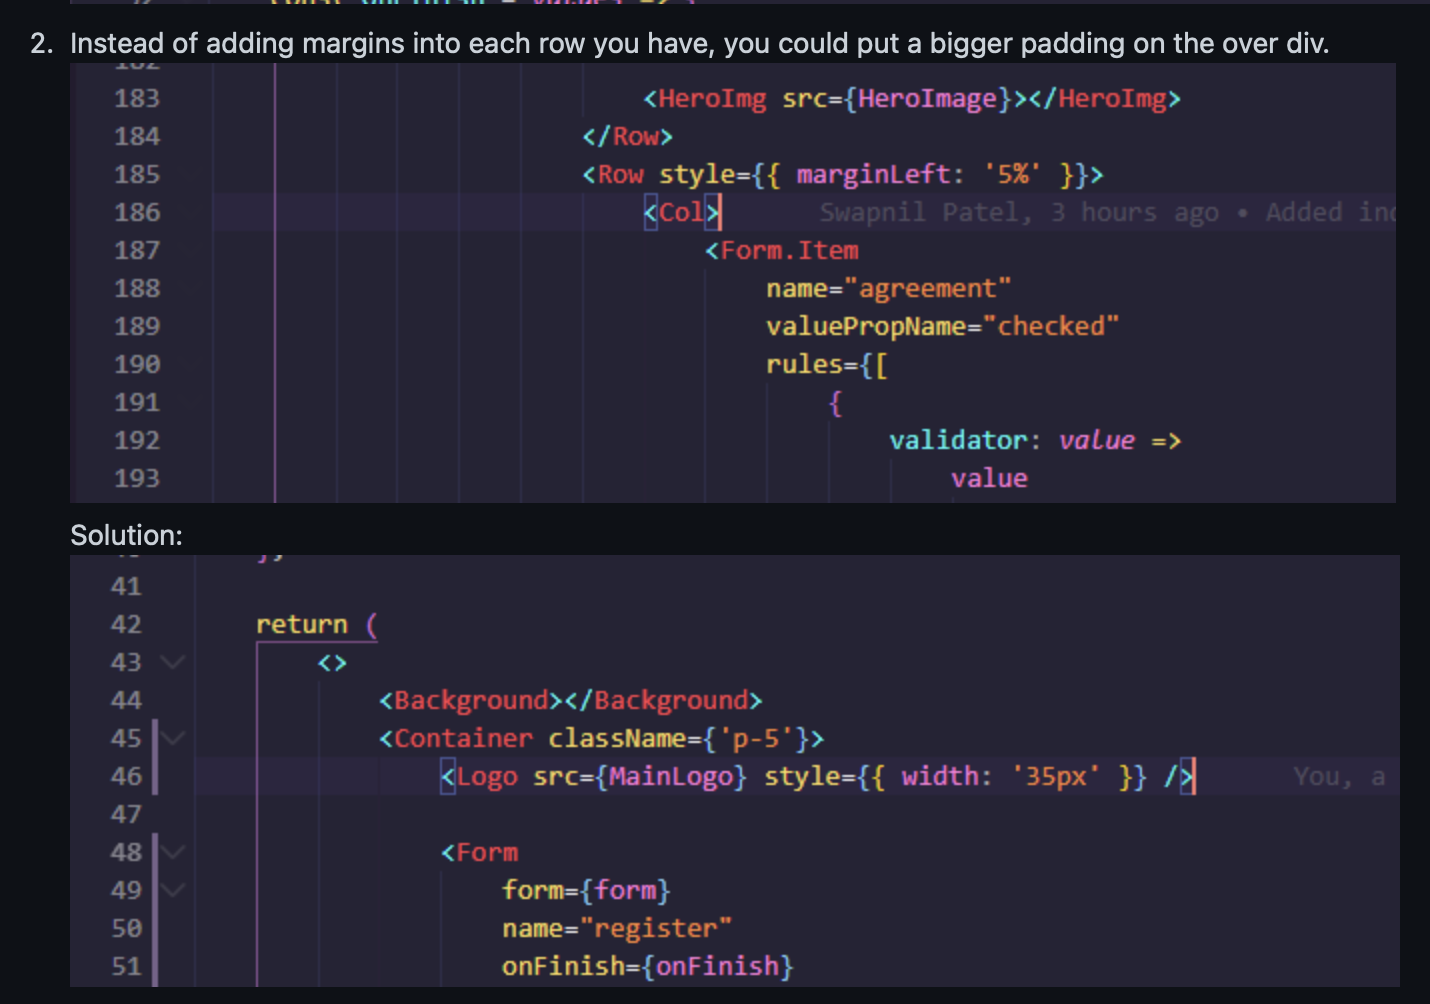 2. Instead of adding margins into each row you have, you could put a bigger padding on the over div.
183 <HeroImg src={HeroImage}></HeroImg>
184 </Row>
185 <Row style={{ marginLeft: '5%' }}>
186 <Col> Swapnil Patel, 3 hours ago • Added inc
187 <Form.Item
188 name="agreement"
189 valuePropName="checked"
190 rules={[
191 {
192 validator: value =>
193 value
Solution:
41
42 return (
43 <>
44 <Background></Background>
45 <Container className={'p-5'}>
46 <Logo src={MainLogo} style={{ width: '35px' }} /> You, a
47
48 <Form
49 form={form}
50 name="register"
51 onFinish={onFinish}